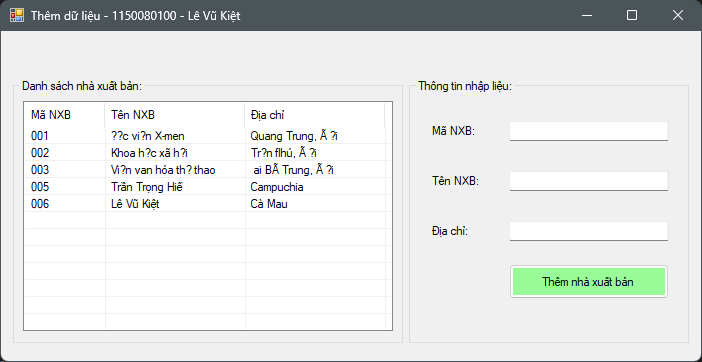 Thêm dữ liệu - 1150080100 - Lê Vũ Kiệt
Danh sách nhà xuất bản:
Mã NXB Tên NXB Địa chỉ
001 ??c vi?n X-men Quang Trung, Ã ?i
002 Khoa h?c xã h?i Tr?n flhú, Ã ?i
003 Vi?n van hóa th? thao ai BÃ Trung, Ã ?i
005 Trần Trọng Hiế Campuchia
006 Lê Vũ Kiệt Cà Mau
Thông tin nhập liệu:
Mã NXB:
Tên NXB:
Địa chỉ:
Thêm nhà xuất bản